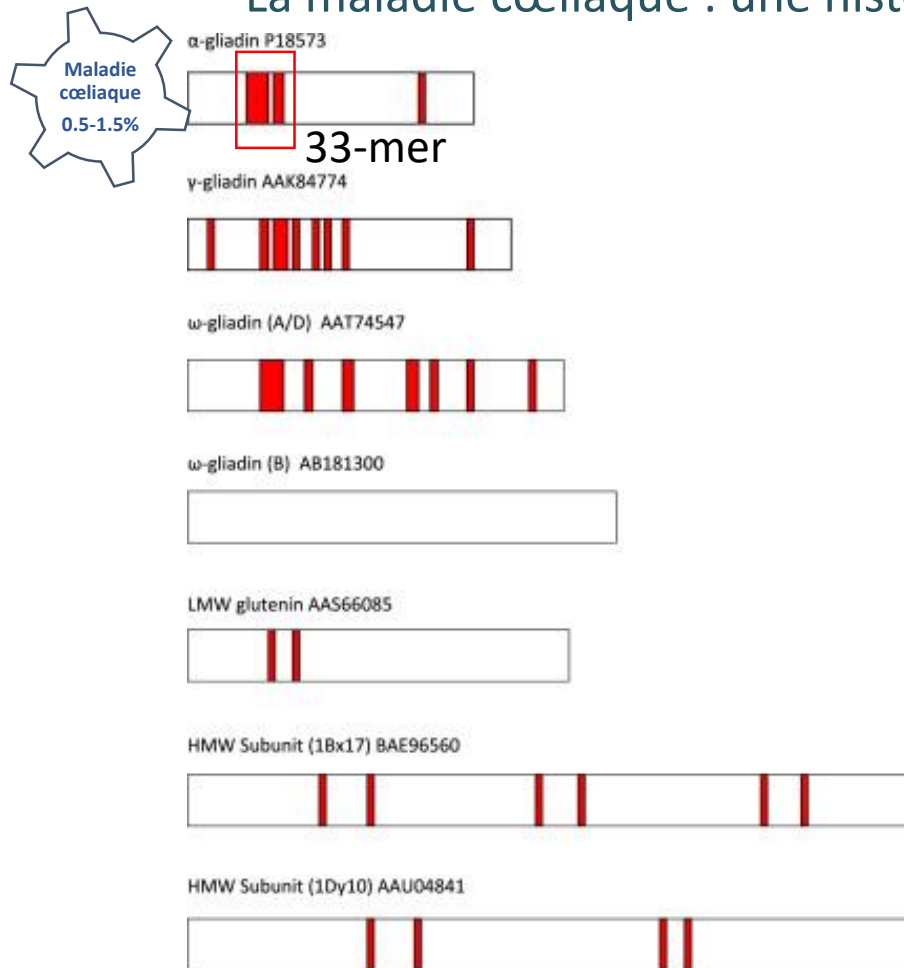 La maladie cœliaque : une histo
α-gliadin P18573
Maladie
cœliaque
0.5-1.5%
33-mer
γ-gliadin AAK84774
ω-gliadin (A/D) AAT74547
ω-gliadin (B) AB181300
LMW glutenin AAS66085
HMW Subunit (1Bx17) BAE96560
HMW Subunit (1Dy10) AAU04841